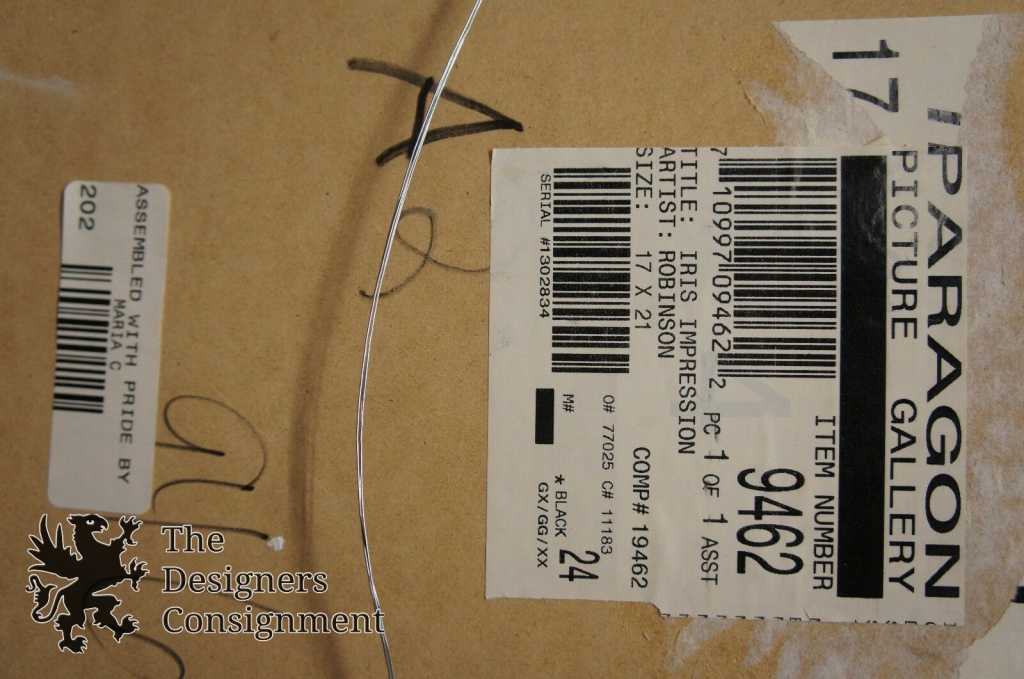 17
PARAGON
PICTURE GALLERY
ITEM NUMBER
9462
7 10997 09462 2 PC 1 OF 1 ASST
TITLE: IRIS IMPRESSION
ARTIST: ROBINSON
SIZE: 17 X 21
COMP# 19462
O# 77025 C# 11183
SERIAL #1302834
M#
* BLACK 24
GX/GG/XX
ASSEMBLED WITH PRIDE BY
MARIA C
202
The
Designers
Consignment